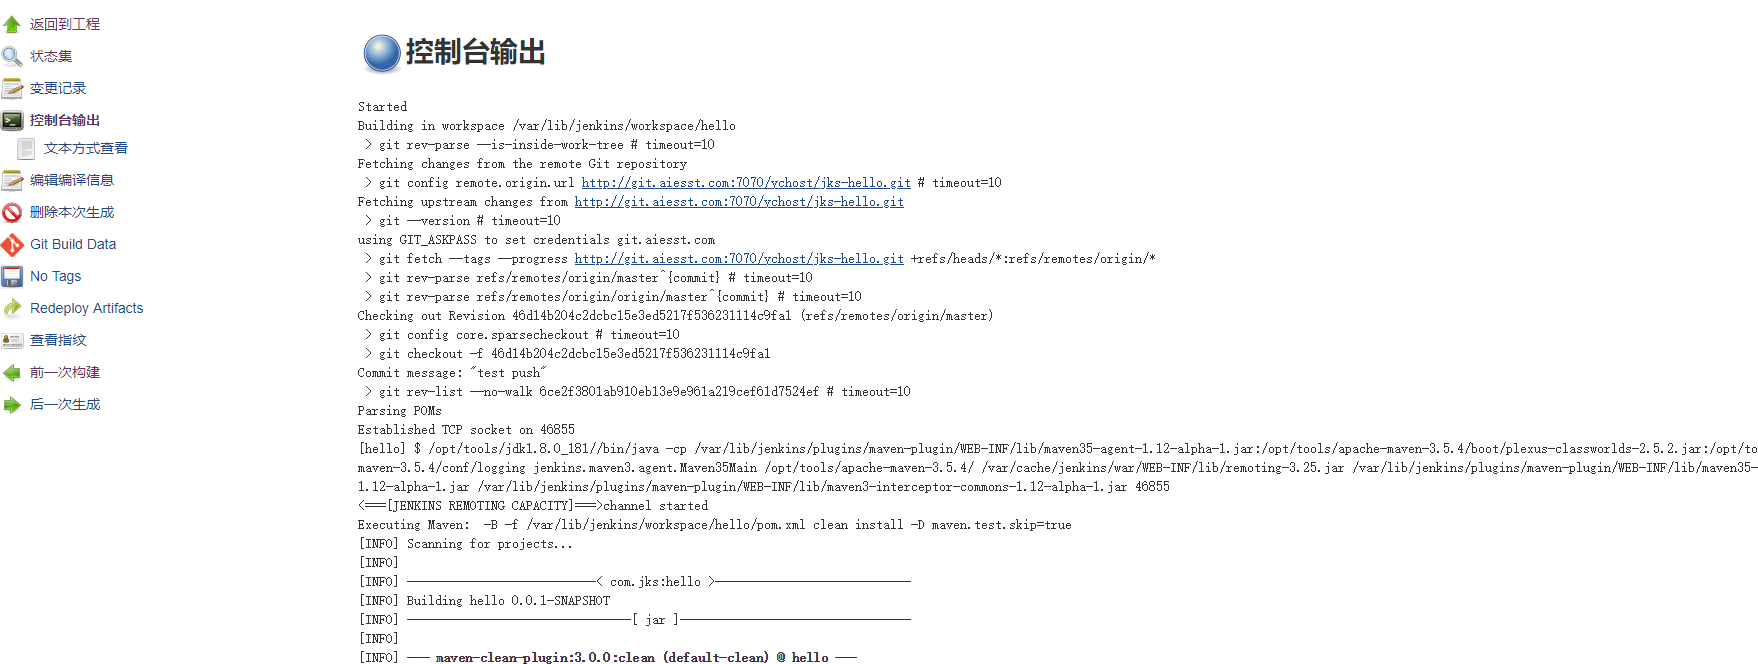 返回到工程
状态集
变更记录
控制台输出
文本方式查看
编辑编译信息
删除本次生成
Git Build Data
No Tags
Redeploy Artifacts
查看指纹
前一次构建
后一次生成
控制台输出
Started
Building in workspace /var/lib/jenkins/workspace/hello
 > git rev-parse --is-inside-work-tree # timeout=10
Fetching changes from the remote Git repository
 > git config remote.origin.url http://git.aiesst.com:7070/ychost/jks-hello.git # timeout=10
Fetching upstream changes from http://git.aiesst.com:7070/ychost/jks-hello.git
 > git --version # timeout=10
using GIT_ASKPASS to set credentials git.aiesst.com
 > git fetch --tags --progress http://git.aiesst.com:7070/ychost/jks-hello.git +refs/heads/*:refs/remotes/origin/*
 > git rev-parse refs/remotes/origin/master^{commit} # timeout=10
 > git rev-parse refs/remotes/origin/origin/master^{commit} # timeout=10
Checking out Revision 46d14b204c2dcbc15e3ed5217f536231114c9fa1 (refs/remotes/origin/master)
 > git config core.sparsecheckout # timeout=10
 > git checkout -f 46d14b204c2dcbc15e3ed5217f536231114c9fa1
Commit message: "test push"
 > git rev-list --no-walk 6ce2f3801ab910eb13e9e961a219cef61d7524ef # timeout=10
Parsing POMs
Established TCP socket on 46855
[hello] $ /opt/tools/jdk1.8.0_181//bin/java -cp /var/lib/jenkins/plugins/maven-plugin/WEB-INF/lib/maven35-agent-1.12-alpha-1.jar:/opt/tools/apache-maven-3.5.4/boot/plexus-classworlds-2.5.2.jar:/opt/to
maven-3.5.4/conf/logging jenkins.maven3.agent.Maven35Main /opt/tools/apache-maven-3.5.4/ /var/cache/jenkins/war/WEB-INF/lib/remoting-3.25.jar /var/lib/jenkins/plugins/maven-plugin/WEB-INF/lib/maven35-
1.12-alpha-1.jar /var/lib/jenkins/plugins/maven-plugin/WEB-INF/lib/maven3-interceptor-commons-1.12-alpha-1.jar 46855
<===[JENKINS REMOTING CAPACITY]===>channel started
Executing Maven:  -B -f /var/lib/jenkins/workspace/hello/pom.xml clean install -D maven.test.skip=true
[INFO] Scanning for projects...
[INFO]
[INFO] ---------------------------< com.jks:hello >----------------------------
[INFO] Building hello 0.0.1-SNAPSHOT
[INFO] --------------------------------[ jar ]---------------------------------
[INFO]
[INFO] --- maven-clean-plugin:3.0.0:clean (default-clean) @ hello ---